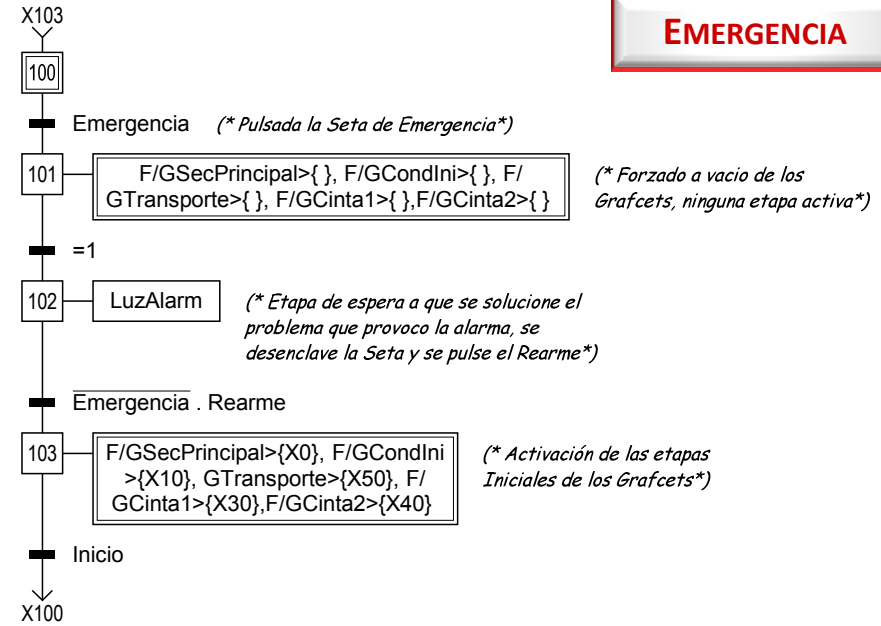 X103
EMERGENCIA
100
Emergencia (* Pulsada la Seta de Emergencia*)
101
F/GSecPrincipal>{ }, F/GCondIni>{ }, F/
GTransporte>{ }, F/GCinta1>{ },F/GCinta2>{ }
(* Forzado a vacio de los
Grafcets, ninguna etapa activa*)
=1
102
LuzAlarm
(* Etapa de espera a que se solucione el
problema que provoco la alarma, se
desenclave la Seta y se pulse el Rearme*)
Emergencia . Rearme
103
F/GSecPrincipal>{X0}, F/GCondIni
>{X10}, GTransporte>{X50}, F/
GCinta1>{X30},F/GCinta2>{X40}
(* Activación de las etapas
Iniciales de los Grafcets*)
Inicio
X100